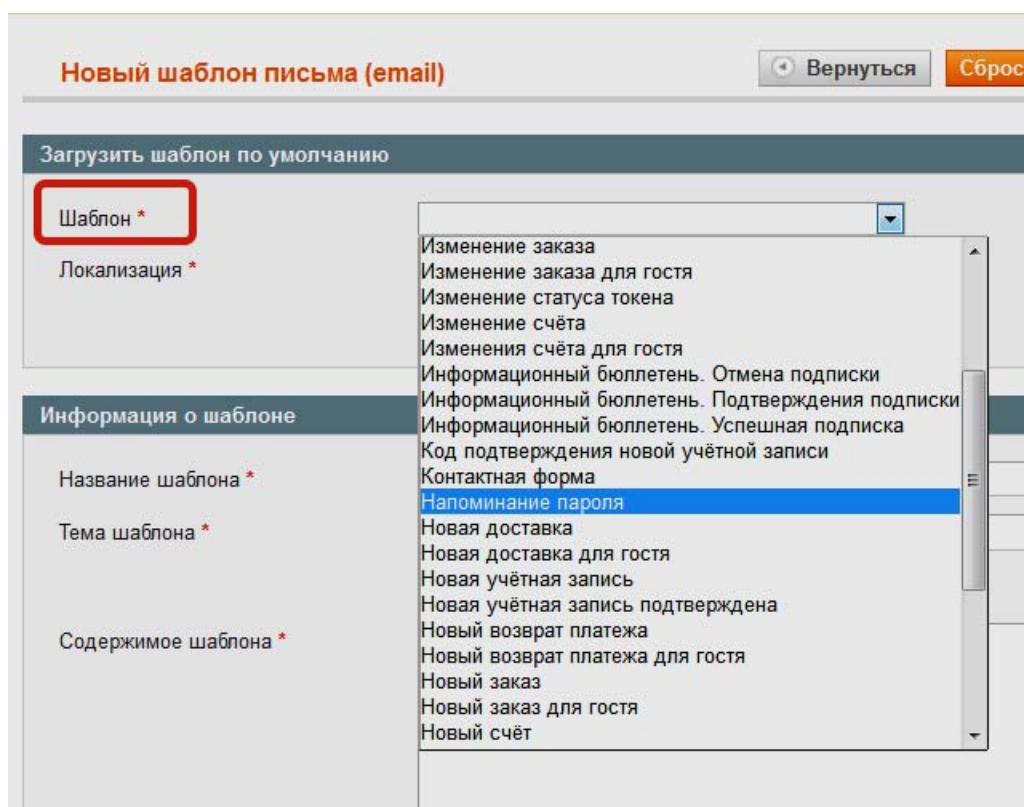 Новый шаблон письма (email)
Вернуться
Сброс
Загрузить шаблон по умолчанию
Шаблон *
Локализация *
Изменение заказа
Изменение заказа для гостя
Изменение статуса токена
Изменение счёта
Изменения счёта для гостя
Информационный бюллетень. Отмена подписки
Информационный бюллетень. Подтверждения подписки
Информационный бюллетень. Успешная подписка
Код подтверждения новой учётной записи
Контактная форма
Напоминание пароля
Новая доставка
Новая доставка для гостя
Новая учётная запись
Новая учётная запись подтверждена
Новый возврат платежа
Новый возврат платежа для гостя
Новый заказ
Новый заказ для гостя
Новый счёт
Информация о шаблоне
Название шаблона *
Тема шаблона *
Содержимое шаблона *